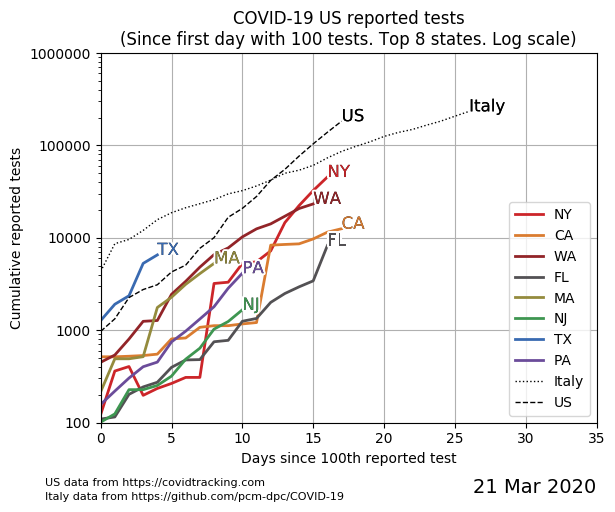 COVID-19 US reported tests
(Since first day with 100 tests. Top 8 states. Log scale)
1000000
100000
10000
1000
100
Cumulative reported tests
0
5
10
15
20
25
30
35
Days since 100th reported test
TX
MA
PA
NJ
WA
NY
CA
FL
US
Italy
NY
CA
WA
FL
MA
NJ
TX
PA
Italy
US
US data from https://covidtracking.com
Italy data from https://github.com/pcm-dpc/COVID-19
21 Mar 2020